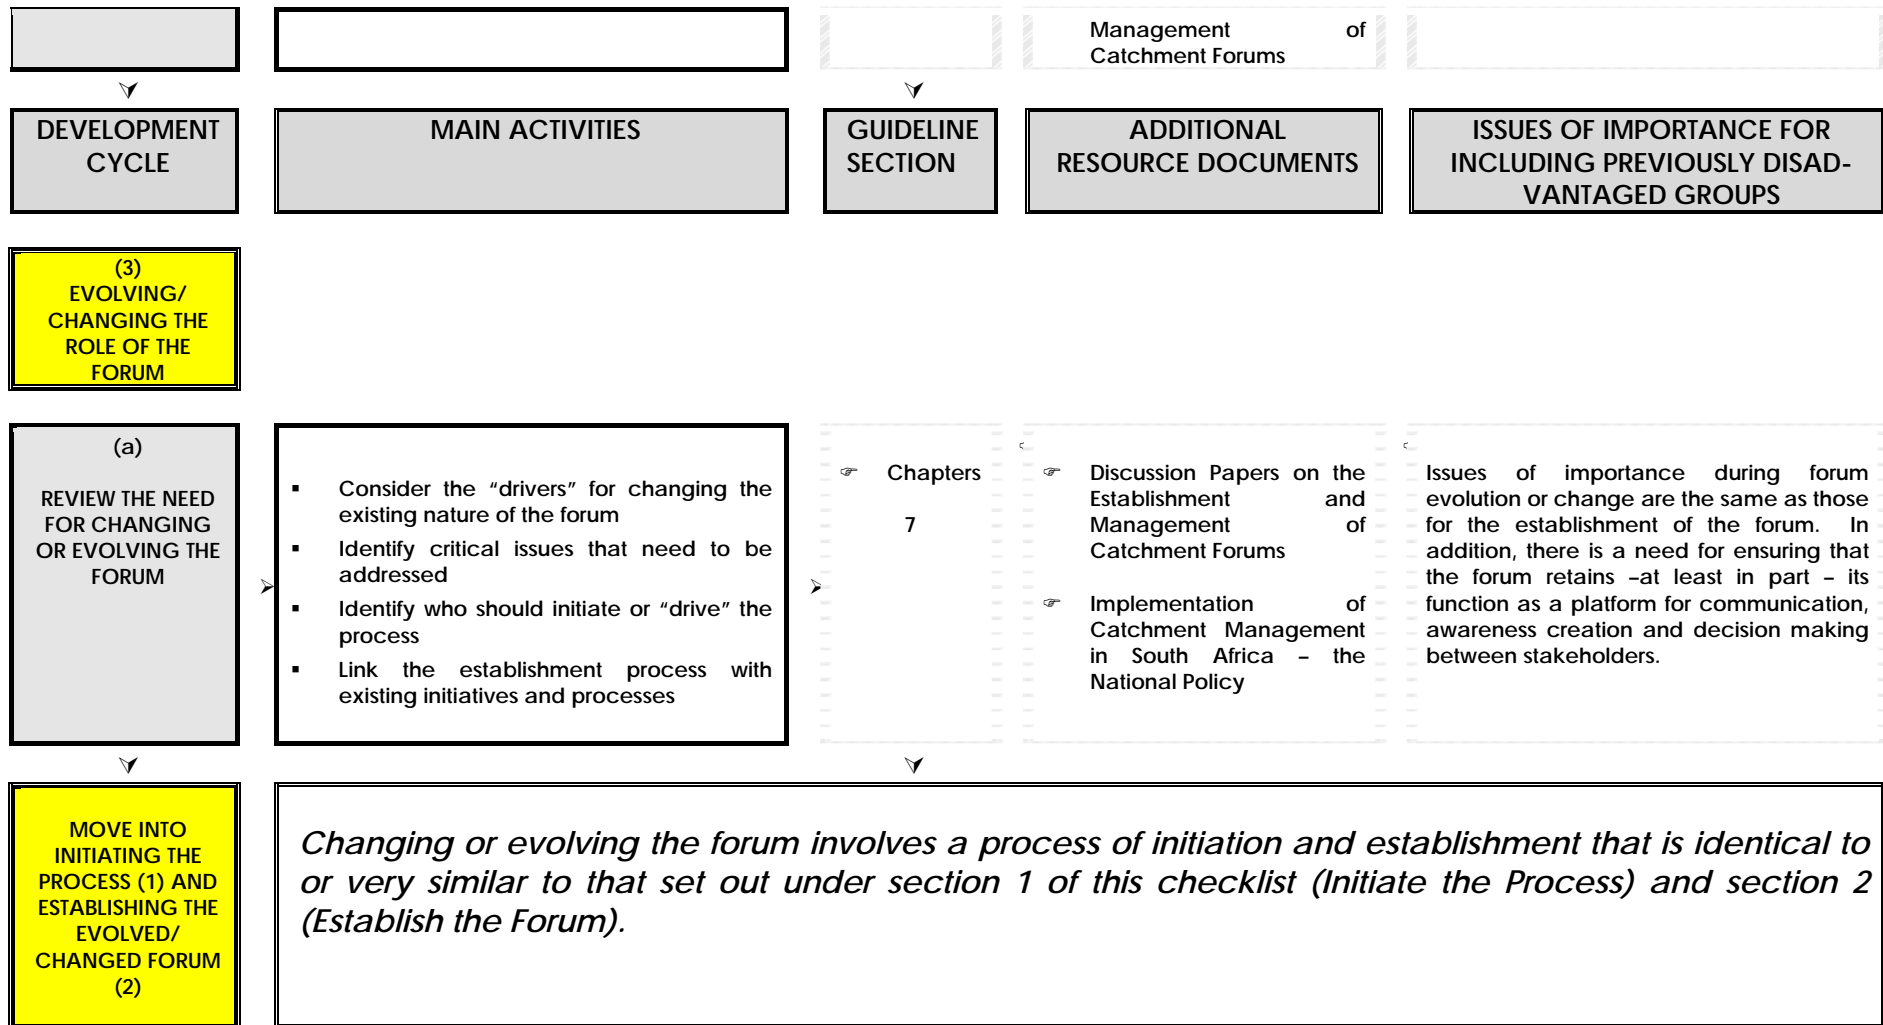 Management of
Catchment Forums
DEVELOPMENT
CYCLE
MAIN ACTIVITIES
GUIDELINE
SECTION
ADDITIONAL
RESOURCE DOCUMENTS
ISSUES OF IMPORTANCE FOR
INCLUDING PREVIOUSLY DISAD-
VANTAGED GROUPS
(3)
EVOLVING/
CHANGING THE
ROLE OF THE
FORUM
(a)
REVIEW THE NEED
FOR CHANGING
OR EVOLVING THE
FORUM
▪ Consider the “drivers” for changing the
existing nature of the forum
▪ Identify critical issues that need to be
addressed
▪ Identify who should initiate or “drive” the
process
▪ Link the establishment process with
existing initiatives and processes
☞ Chapters
7
☞ Discussion Papers on the
Establishment and
Management of
Catchment Forums
☞ Implementation of
Catchment Management
in South Africa – the
National Policy
Issues of importance during forum
evolution or change are the same as those
for the establishment of the forum. In
addition, there is a need for ensuring that
the forum retains –at least in part – its
function as a platform for communication,
awareness creation and decision making
between stakeholders.
MOVE INTO
INITIATING THE
PROCESS (1) AND
ESTABLISHING THE
EVOLVED/
CHANGED FORUM
(2)
Changing or evolving the forum involves a process of initiation and establishment that is identical to
or very similar to that set out under section 1 of this checklist (Initiate the Process) and section 2
(Establish the Forum).